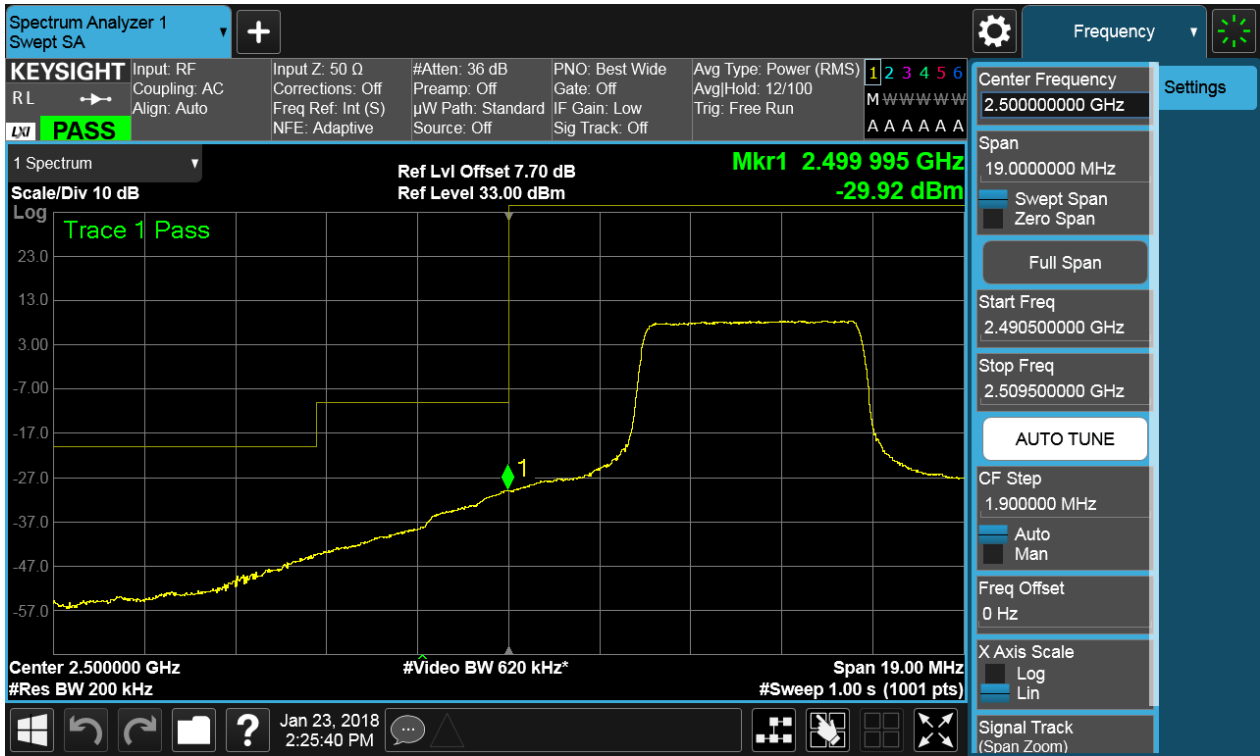 Spectrum Analyzer 1
Swept SA
Frequency
KEYSIGHT
R L
LXI
PASS
Input: RF
Coupling: AC
Align: Auto
Input Z: 50 Ω
Corrections: Off
Freq Ref: Int (S)
NFE: Adaptive
#Atten: 36 dB
Preamp: Off
µW Path: Standard
Source: Off
PNO: Best Wide
Gate: Off
IF Gain: Low
Sig Track: Off
Avg Type: Power (RMS)
Avg|Hold: 12/100
Trig: Free Run
1 2 3 4 5 6
M W W W W W
A A A A A A
1 Spectrum
Scale/Div 10 dB
Ref Lvl Offset 7.70 dB
Ref Level 33.00 dBm
Mkr1 2.499 995 GHz
-29.92 dBm
Log
Trace 1 Pass
23.0
13.0
3.00
-7.00
-17.0
-27.0
-37.0
-47.0
-57.0
1
Center 2.500000 GHz
#Video BW 620 kHz*
Span 19.00 MHz
#Res BW 200 kHz
#Sweep 1.00 s (1001 pts)
Jan 23, 2018
2:25:40 PM
Center Frequency
2.500000000 GHz
Settings
Span
19.0000000 MHz
Swept Span
Zero Span
Full Span
Start Freq
2.490500000 GHz
Stop Freq
2.509500000 GHz
AUTO TUNE
CF Step
1.900000 MHz
Auto
Man
Freq Offset
0 Hz
X Axis Scale
Log
Lin
Signal Track
(Span Zoom)